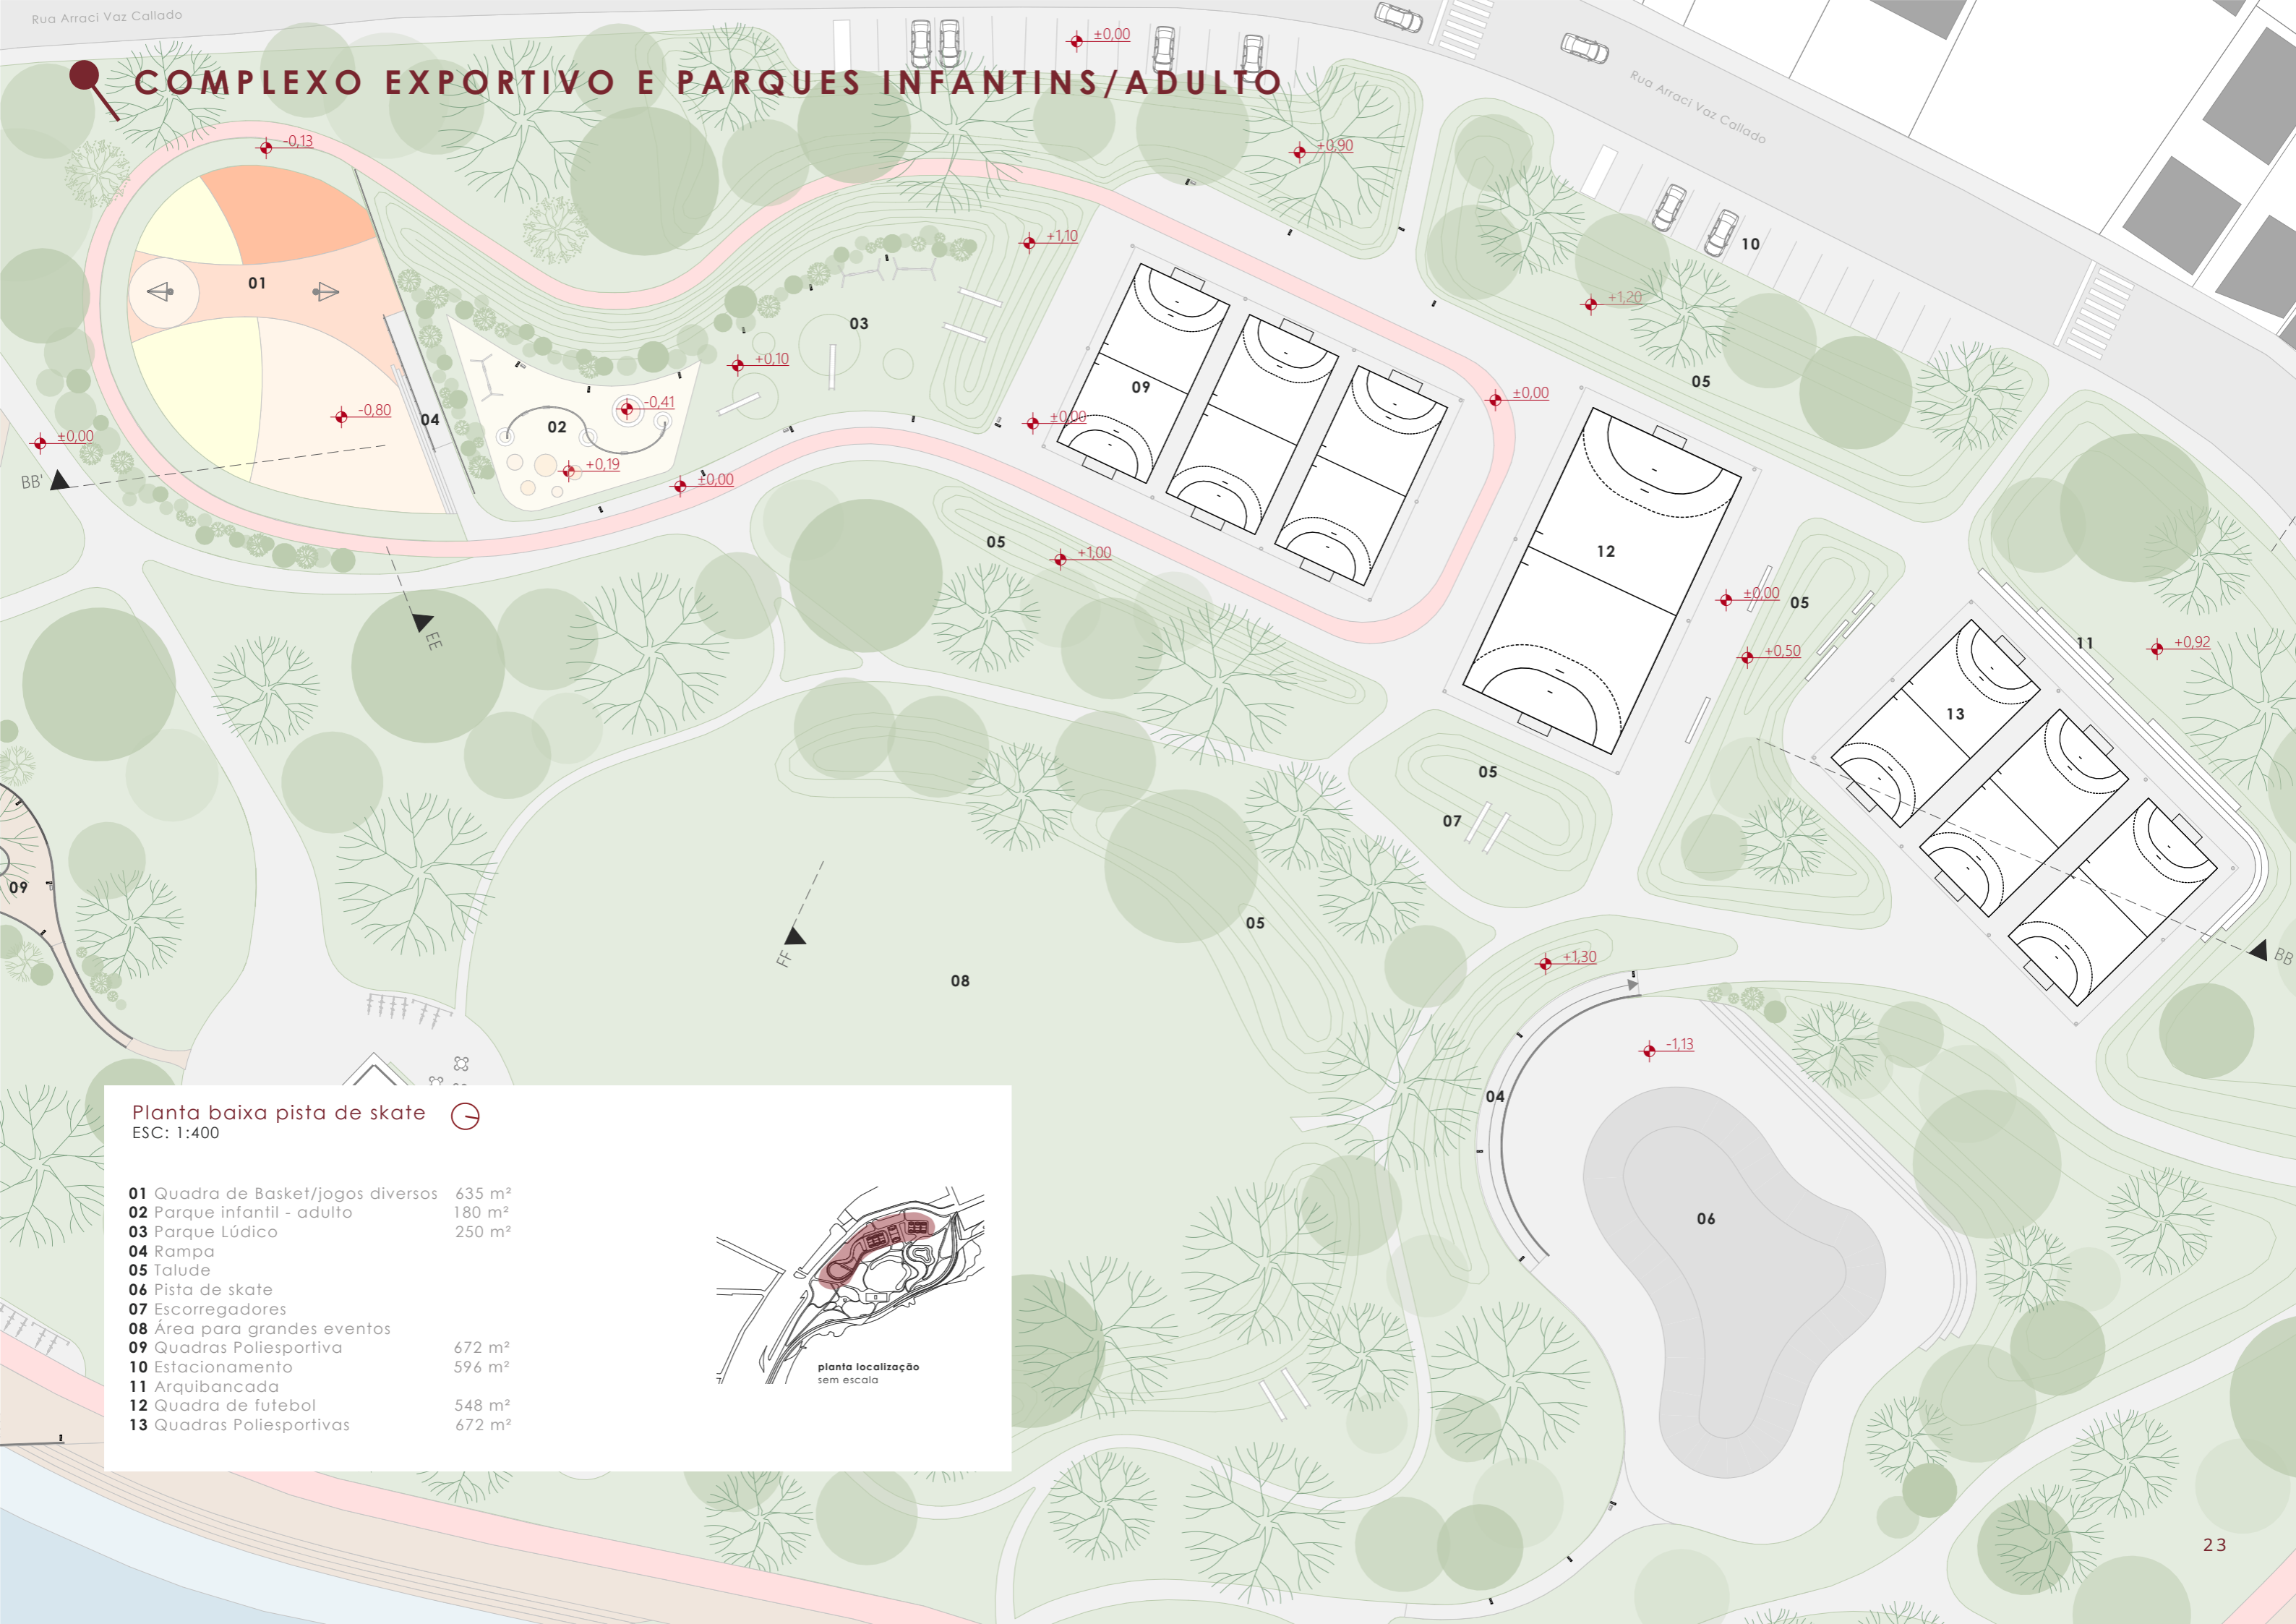 Rua Arraci Vaz Callado
±0,00
COMPLEXO EXPORTIVO E PARQUES INFANTINS/ADULTO
Rua Arraci Vaz Callado
-0,13
+0,90
+1,10
10
01
+1,20
03
+0,10
05
09
±0,00
-0,80
-0,41
04
02
±0,00
±0,00
+0,19
±0,00
BB'
05
+1,00
12
±0,00
05
EE
+0,50
11
+0,92
13
05
07
09
05
FF
08
+1,30
BB
-1,13
04
06
Planta baixa pista de skate
ESC: 1:400
01 Quadra de Basket/jogos diversos 635 m²
02 Parque infantil - adulto 180 m²
03 Parque Lúdico 250 m²
04 Rampa
05 Talude
06 Pista de skate
07 Escorregadores
08 Área para grandes eventos
09 Quadras Poliesportiva 672 m²
10 Estacionamento 596 m²
11 Arquibancada
12 Quadra de futebol 548 m²
13 Quadras Poliesportivas 672 m²
planta localização
sem escala
23